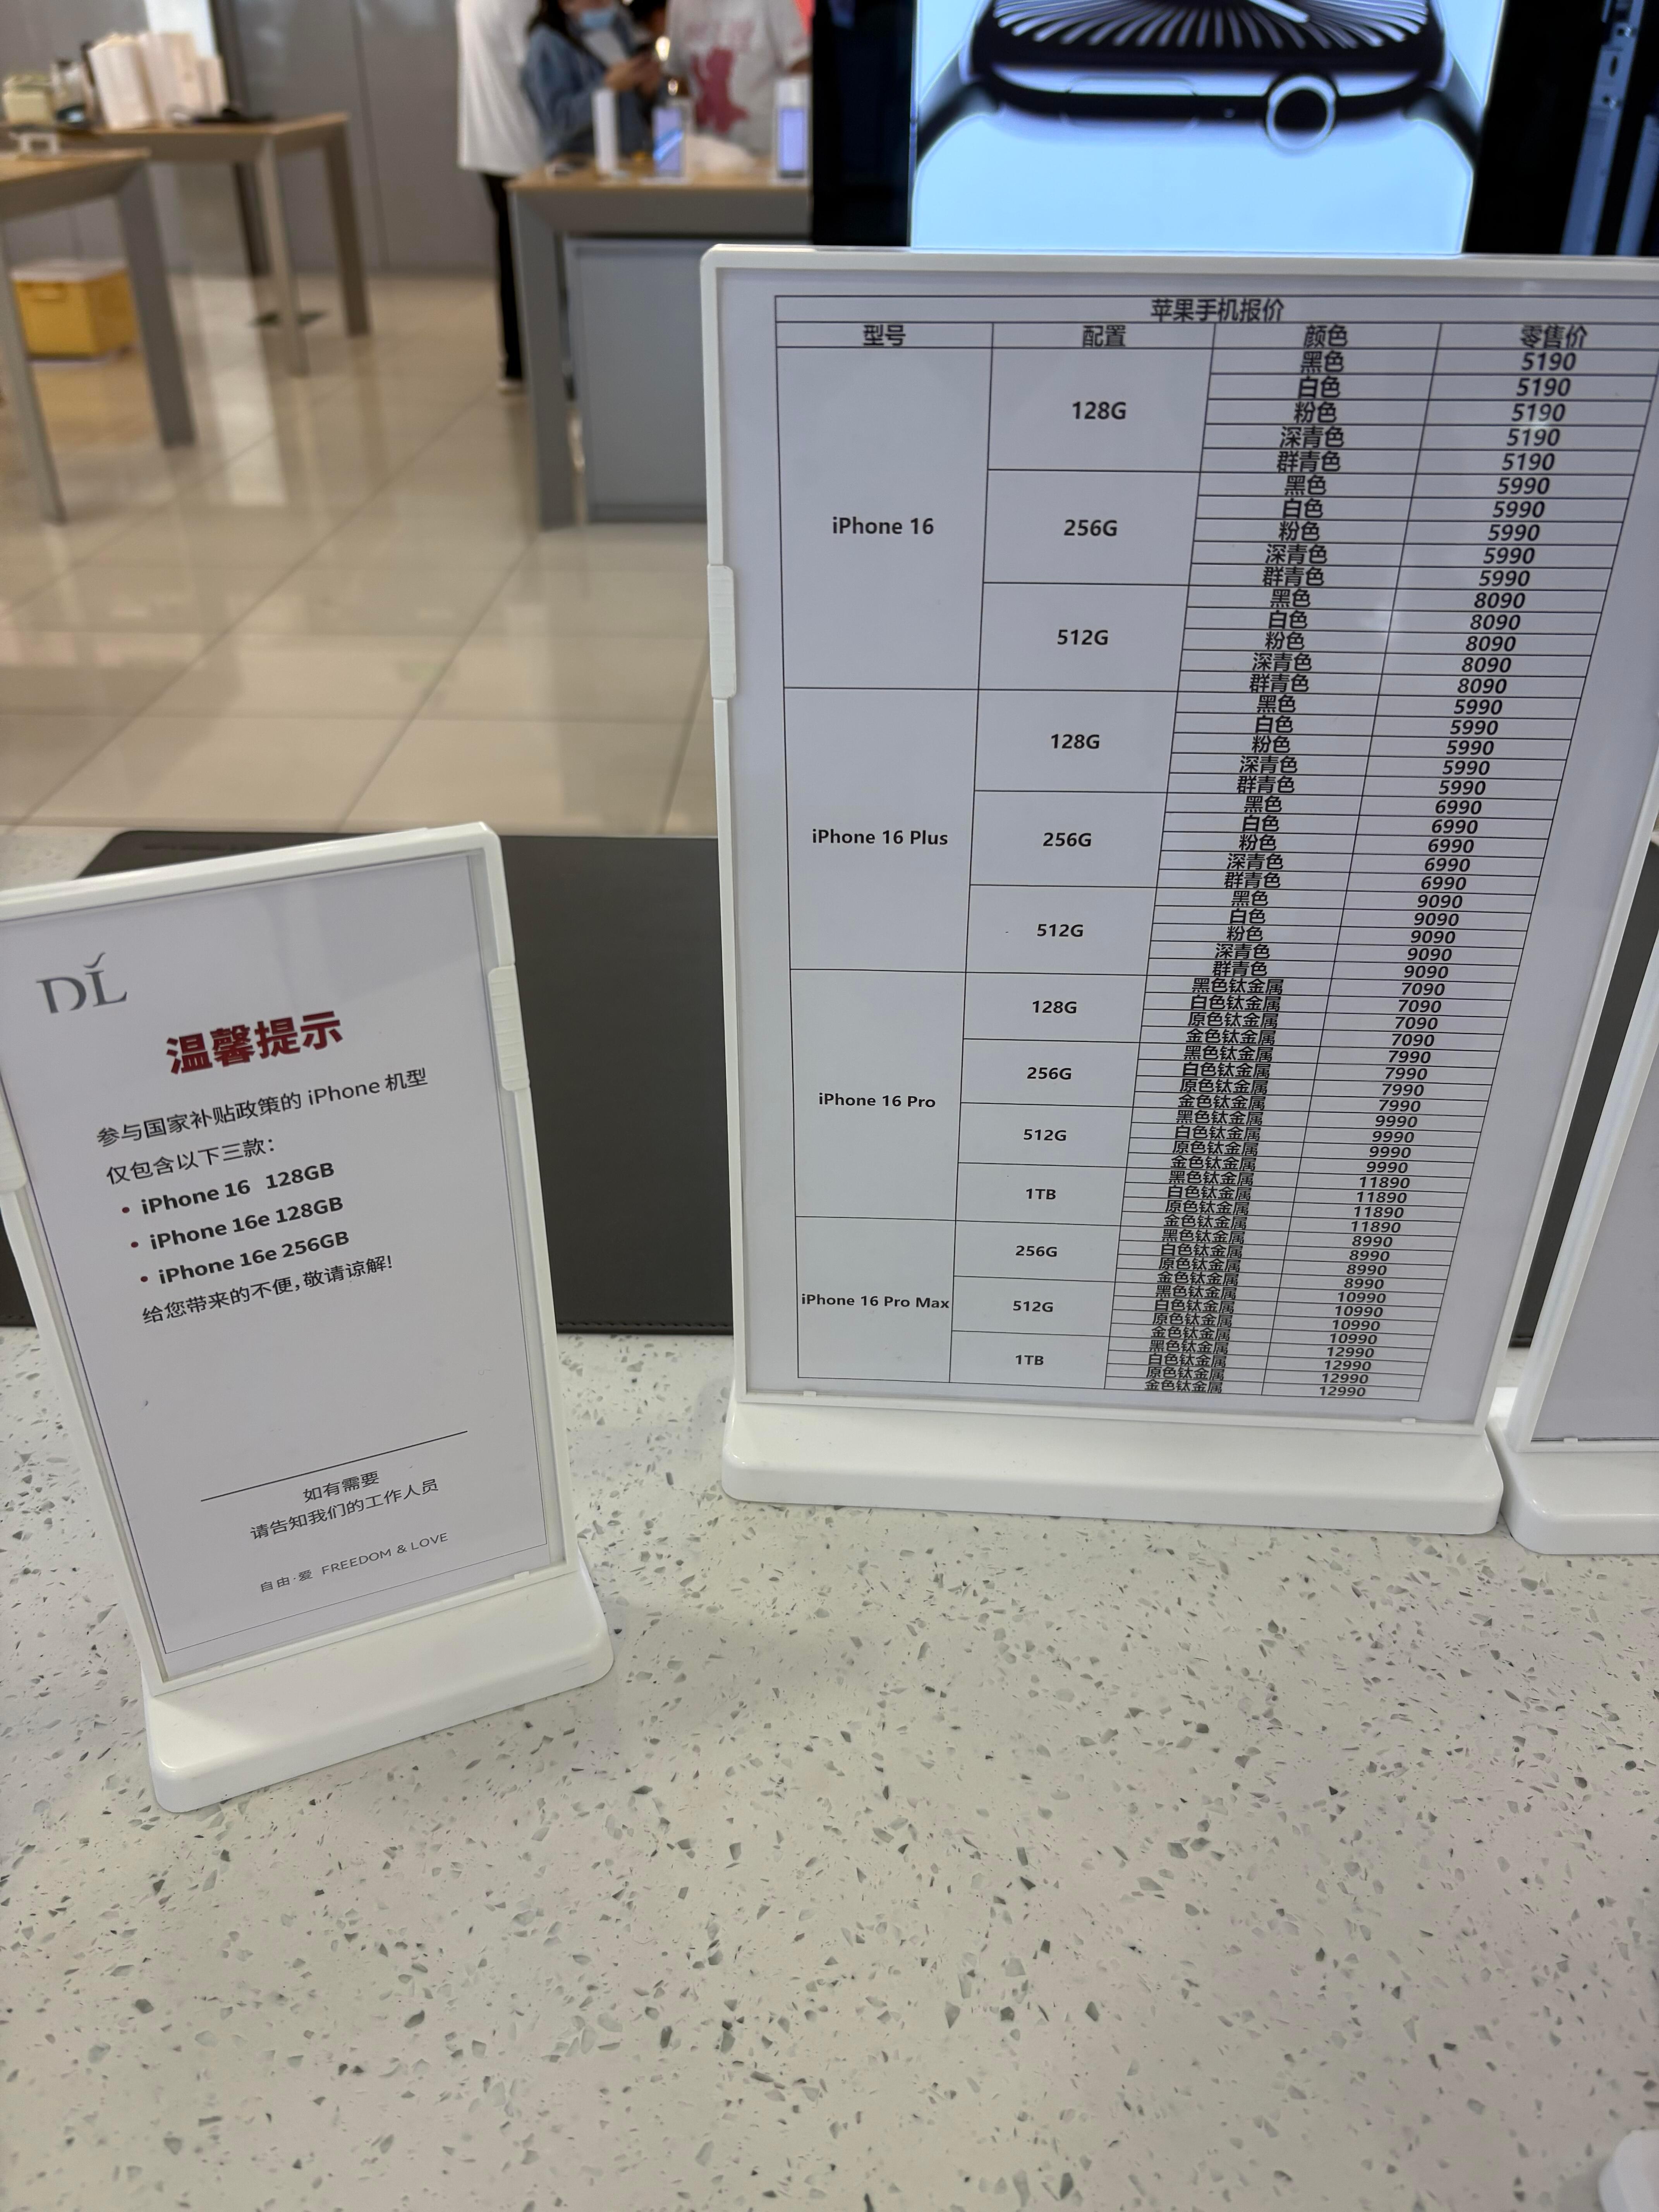 DL
温馨提示
参与国家补贴政策的 iPhone 机型
仅包含以下三款：
• iPhone 16 128GB
• iPhone 16e 128GB
• iPhone 16e 256GB
给您带来的不便，敬请谅解！
如有需要
请告知我们的工作人员
自由·爱 FREEDOM & LOVE
苹果手机报价
型号 配置 颜色 零售价
iPhone 16 128G 黑色 5190
白色 5190
粉色 5190
深青色 5190
群青色 5190
256G 黑色 5990
白色 5990
粉色 5990
深青色 5990
群青色 5990
512G 黑色 8090
白色 8090
粉色 8090
深青色 8090
群青色 8090
iPhone 16 Plus 128G 黑色 5990
白色 5990
粉色 5990
深青色 5990
群青色 5990
256G 黑色 6990
白色 6990
粉色 6990
深青色 6990
群青色 6990
512G 黑色 9090
白色 9090
粉色 9090
深青色 9090
群青色 9090
iPhone 16 Pro 128G 黑色钛金属 7090
白色钛金属 7090
原色钛金属 7090
金色钛金属 7090
256G 黑色钛金属 7990
白色钛金属 7990
原色钛金属 7990
金色钛金属 7990
512G 黑色钛金属 9990
白色钛金属 9990
原色钛金属 9990
金色钛金属 9990
1TB 黑色钛金属 11890
白色钛金属 11890
原色钛金属 11890
金色钛金属 11890
iPhone 16 Pro Max 256G 黑色钛金属 8990
白色钛金属 8990
原色钛金属 8990
金色钛金属 8990
512G 黑色钛金属 10990
白色钛金属 10990
原色钛金属 10990
金色钛金属 10990
1TB 黑色钛金属 12990
白色钛金属 12990
原色钛金属 12990
金色钛金属 12990